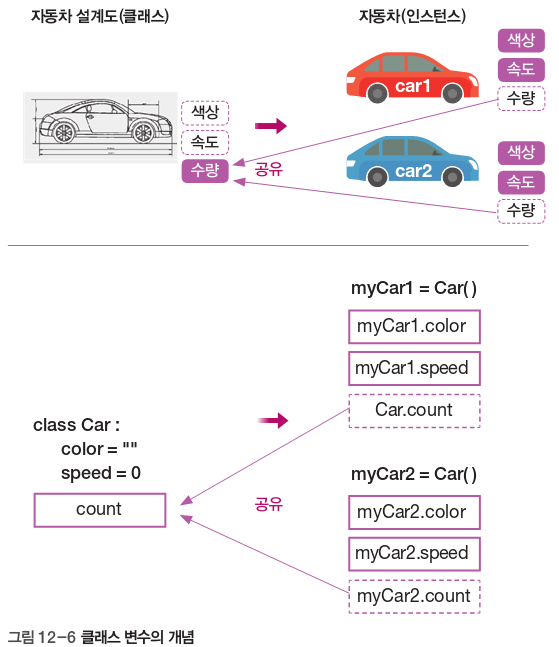 자동차 설계도(클래스)
자동차(인스턴스)
색상
속도
수량
공유
car1
색상
속도
수량
car2
색상
속도
수량
class Car :
color = ""
speed = 0
count
공유
myCar1 = Car( )
myCar1.color
myCar1.speed
Car.count
myCar2 = Car( )
myCar2.color
myCar2.speed
myCar2.count
그림 12-6 클래스 변수의 개념